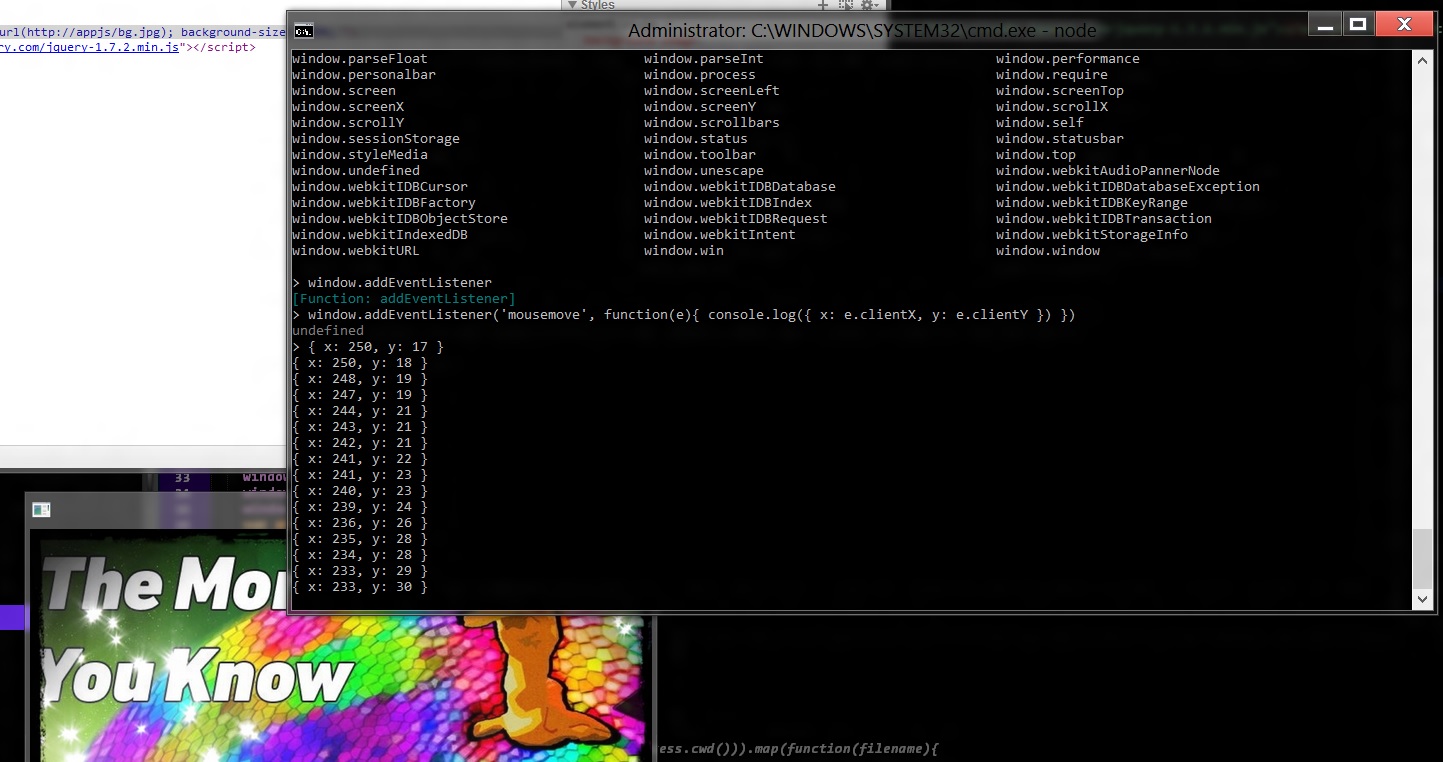 Styles
url(http://appjs/bg.jpg); background-size
ry.com/jquery-1.7.2.min.js"></script>
Administrator: C:\WINDOWS\SYSTEM32\cmd.exe - node
window.parseFloat window.parseInt window.performance
window.personalbar window.process window.require
window.screen window.screenLeft window.screenTop
window.screenX window.screenY window.scrollX
window.scrollY window.scrollbars window.self
window.sessionStorage window.status window.statusbar
window.styleMedia window.toolbar window.top
window.undefined window.unescape window.webkitAudioPannerNode
window.webkitIDBCursor window.webkitIDBDatabase window.webkitIDBDatabaseException
window.webkitIDBFactory window.webkitIDBIndex window.webkitIDBKeyRange
window.webkitIDBObjectStore window.webkitIDBRequest window.webkitIDBTransaction
window.webkitIndexedDB window.webkitIntent window.webkitStorageInfo
window.webkitURL window.win window.window
> window.addEventListener
[Function: addEventListener]
> window.addEventListener('mousemove', function(e){ console.log({ x: e.clientX, y: e.clientY }) })
undefined
> { x: 250, y: 17 }
{ x: 250, y: 18 }
{ x: 248, y: 19 }
{ x: 247, y: 19 }
{ x: 244, y: 21 }
{ x: 243, y: 21 }
{ x: 242, y: 21 }
{ x: 241, y: 22 }
{ x: 241, y: 23 }
{ x: 240, y: 23 }
{ x: 239, y: 24 }
{ x: 236, y: 26 }
{ x: 235, y: 28 }
{ x: 234, y: 28 }
{ x: 233, y: 29 }
{ x: 233, y: 30 }
33 window
The Mor
You Know
ess.cwd())).map(function(filename){